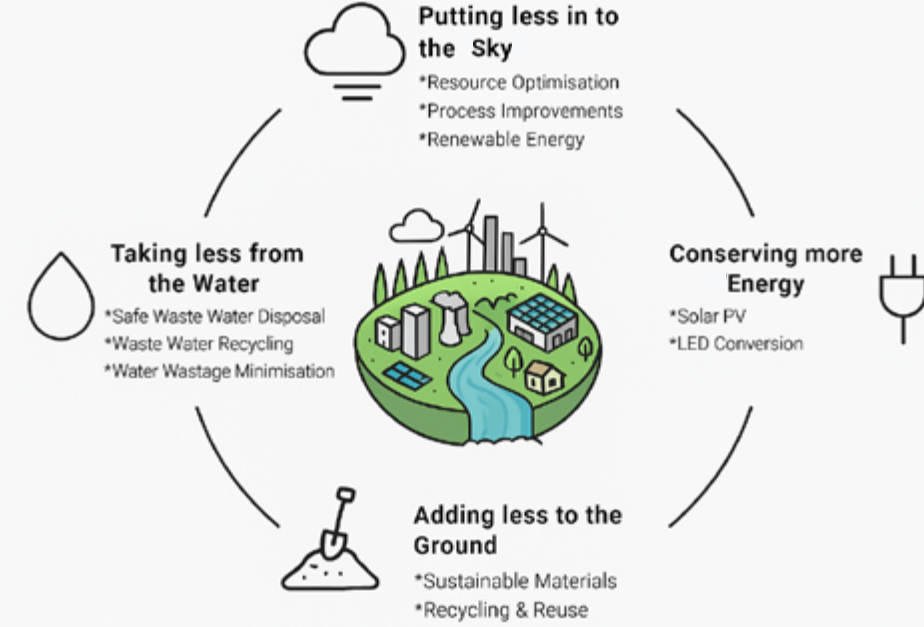 Putting less in to
the Sky
*Resource Optimisation
*Process Improvements
*Renewable Energy
Taking less from
the Water
*Safe Waste Water Disposal
*Waste Water Recycling
*Water Wastage Minimisation
Conserving more
Energy
*Solar PV
*LED Conversion
Adding less to the
Ground
*Sustainable Materials
*Recycling & Reuse